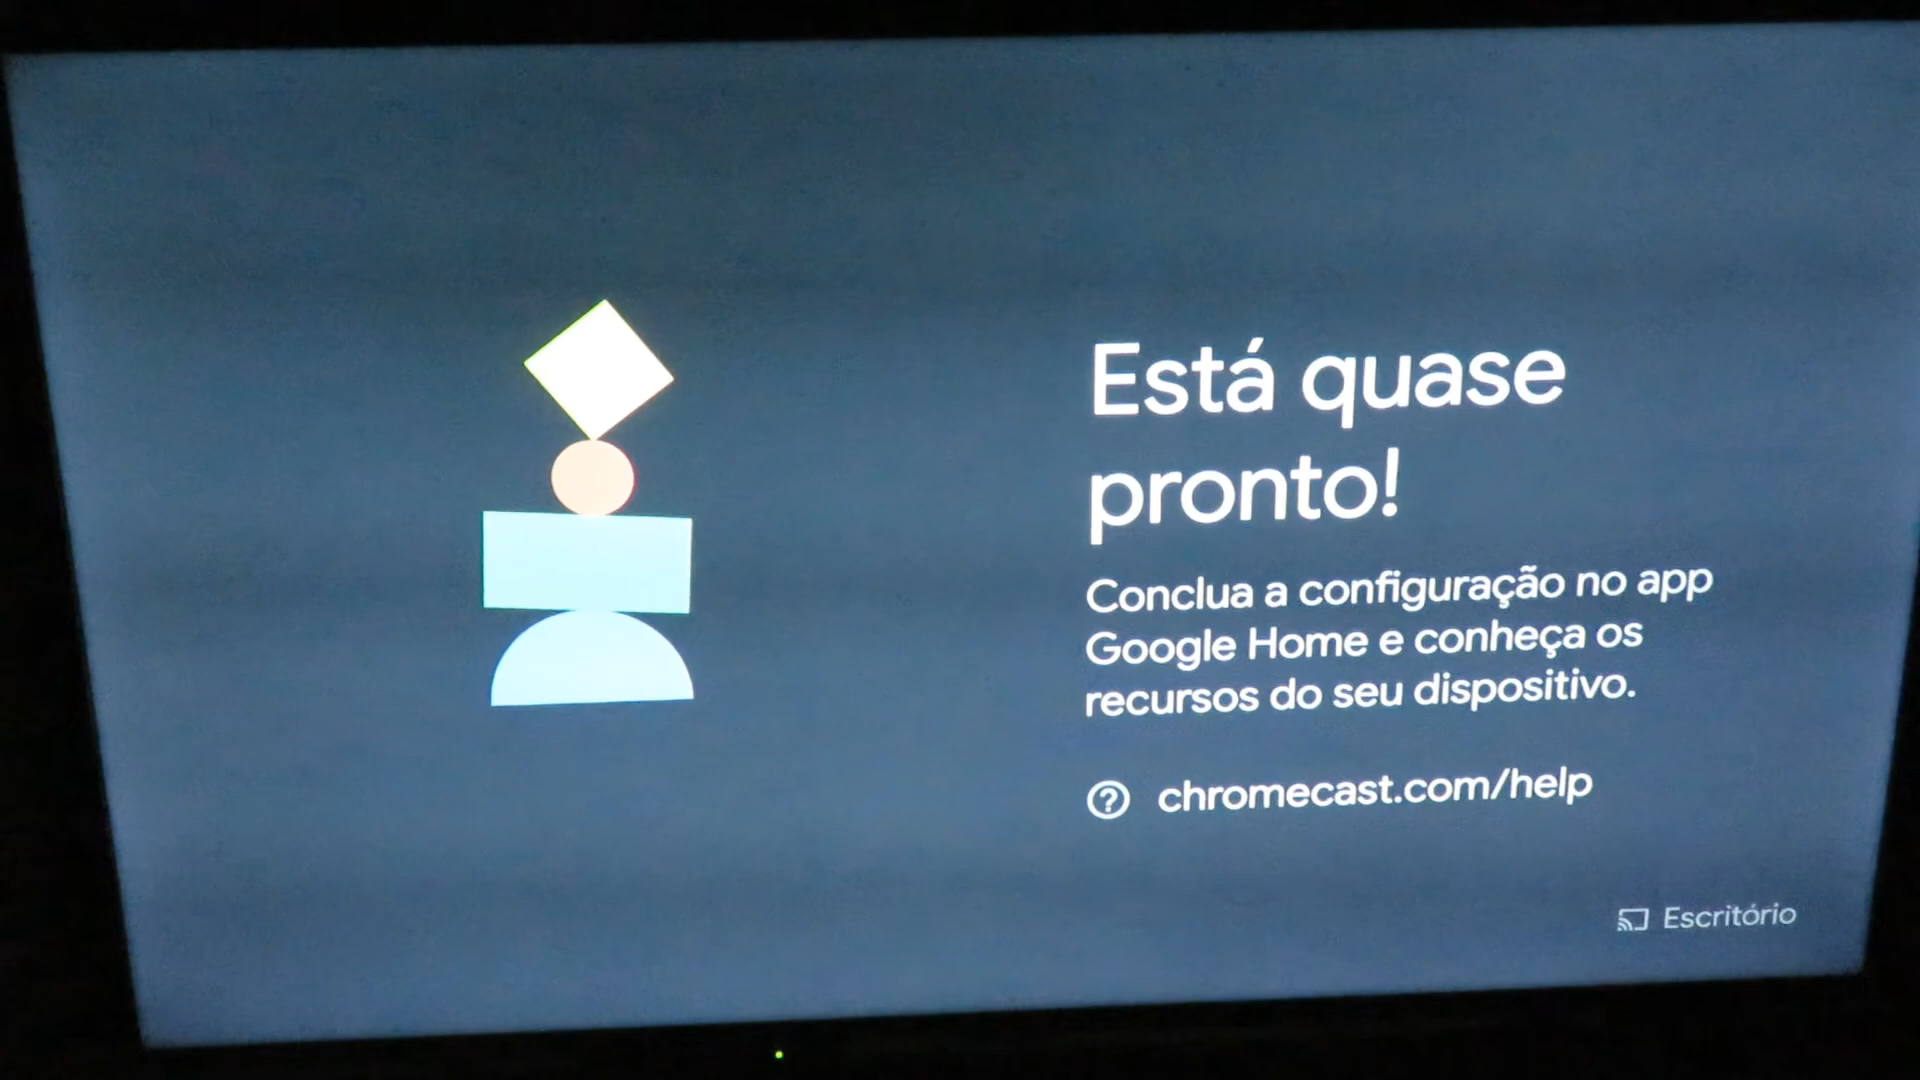 Está quase
pronto!
Conclua a configuração no app
Google Home e conheça os
recursos do seu dispositivo.
chromecast.com/help
Escritório